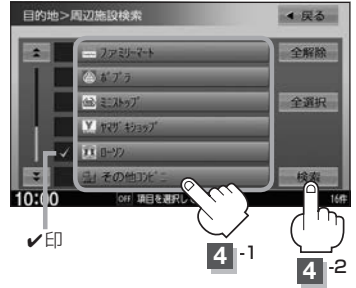 目的地>周辺施設検索
戻る
ファミリーマート
全解除
ポプラ
ミニストップ
全選択
ヤマザキショップ
ローソン
その他コンビニ
検索
10:00
OFF 項目を選択して
16件
✔印
4-1
4-2